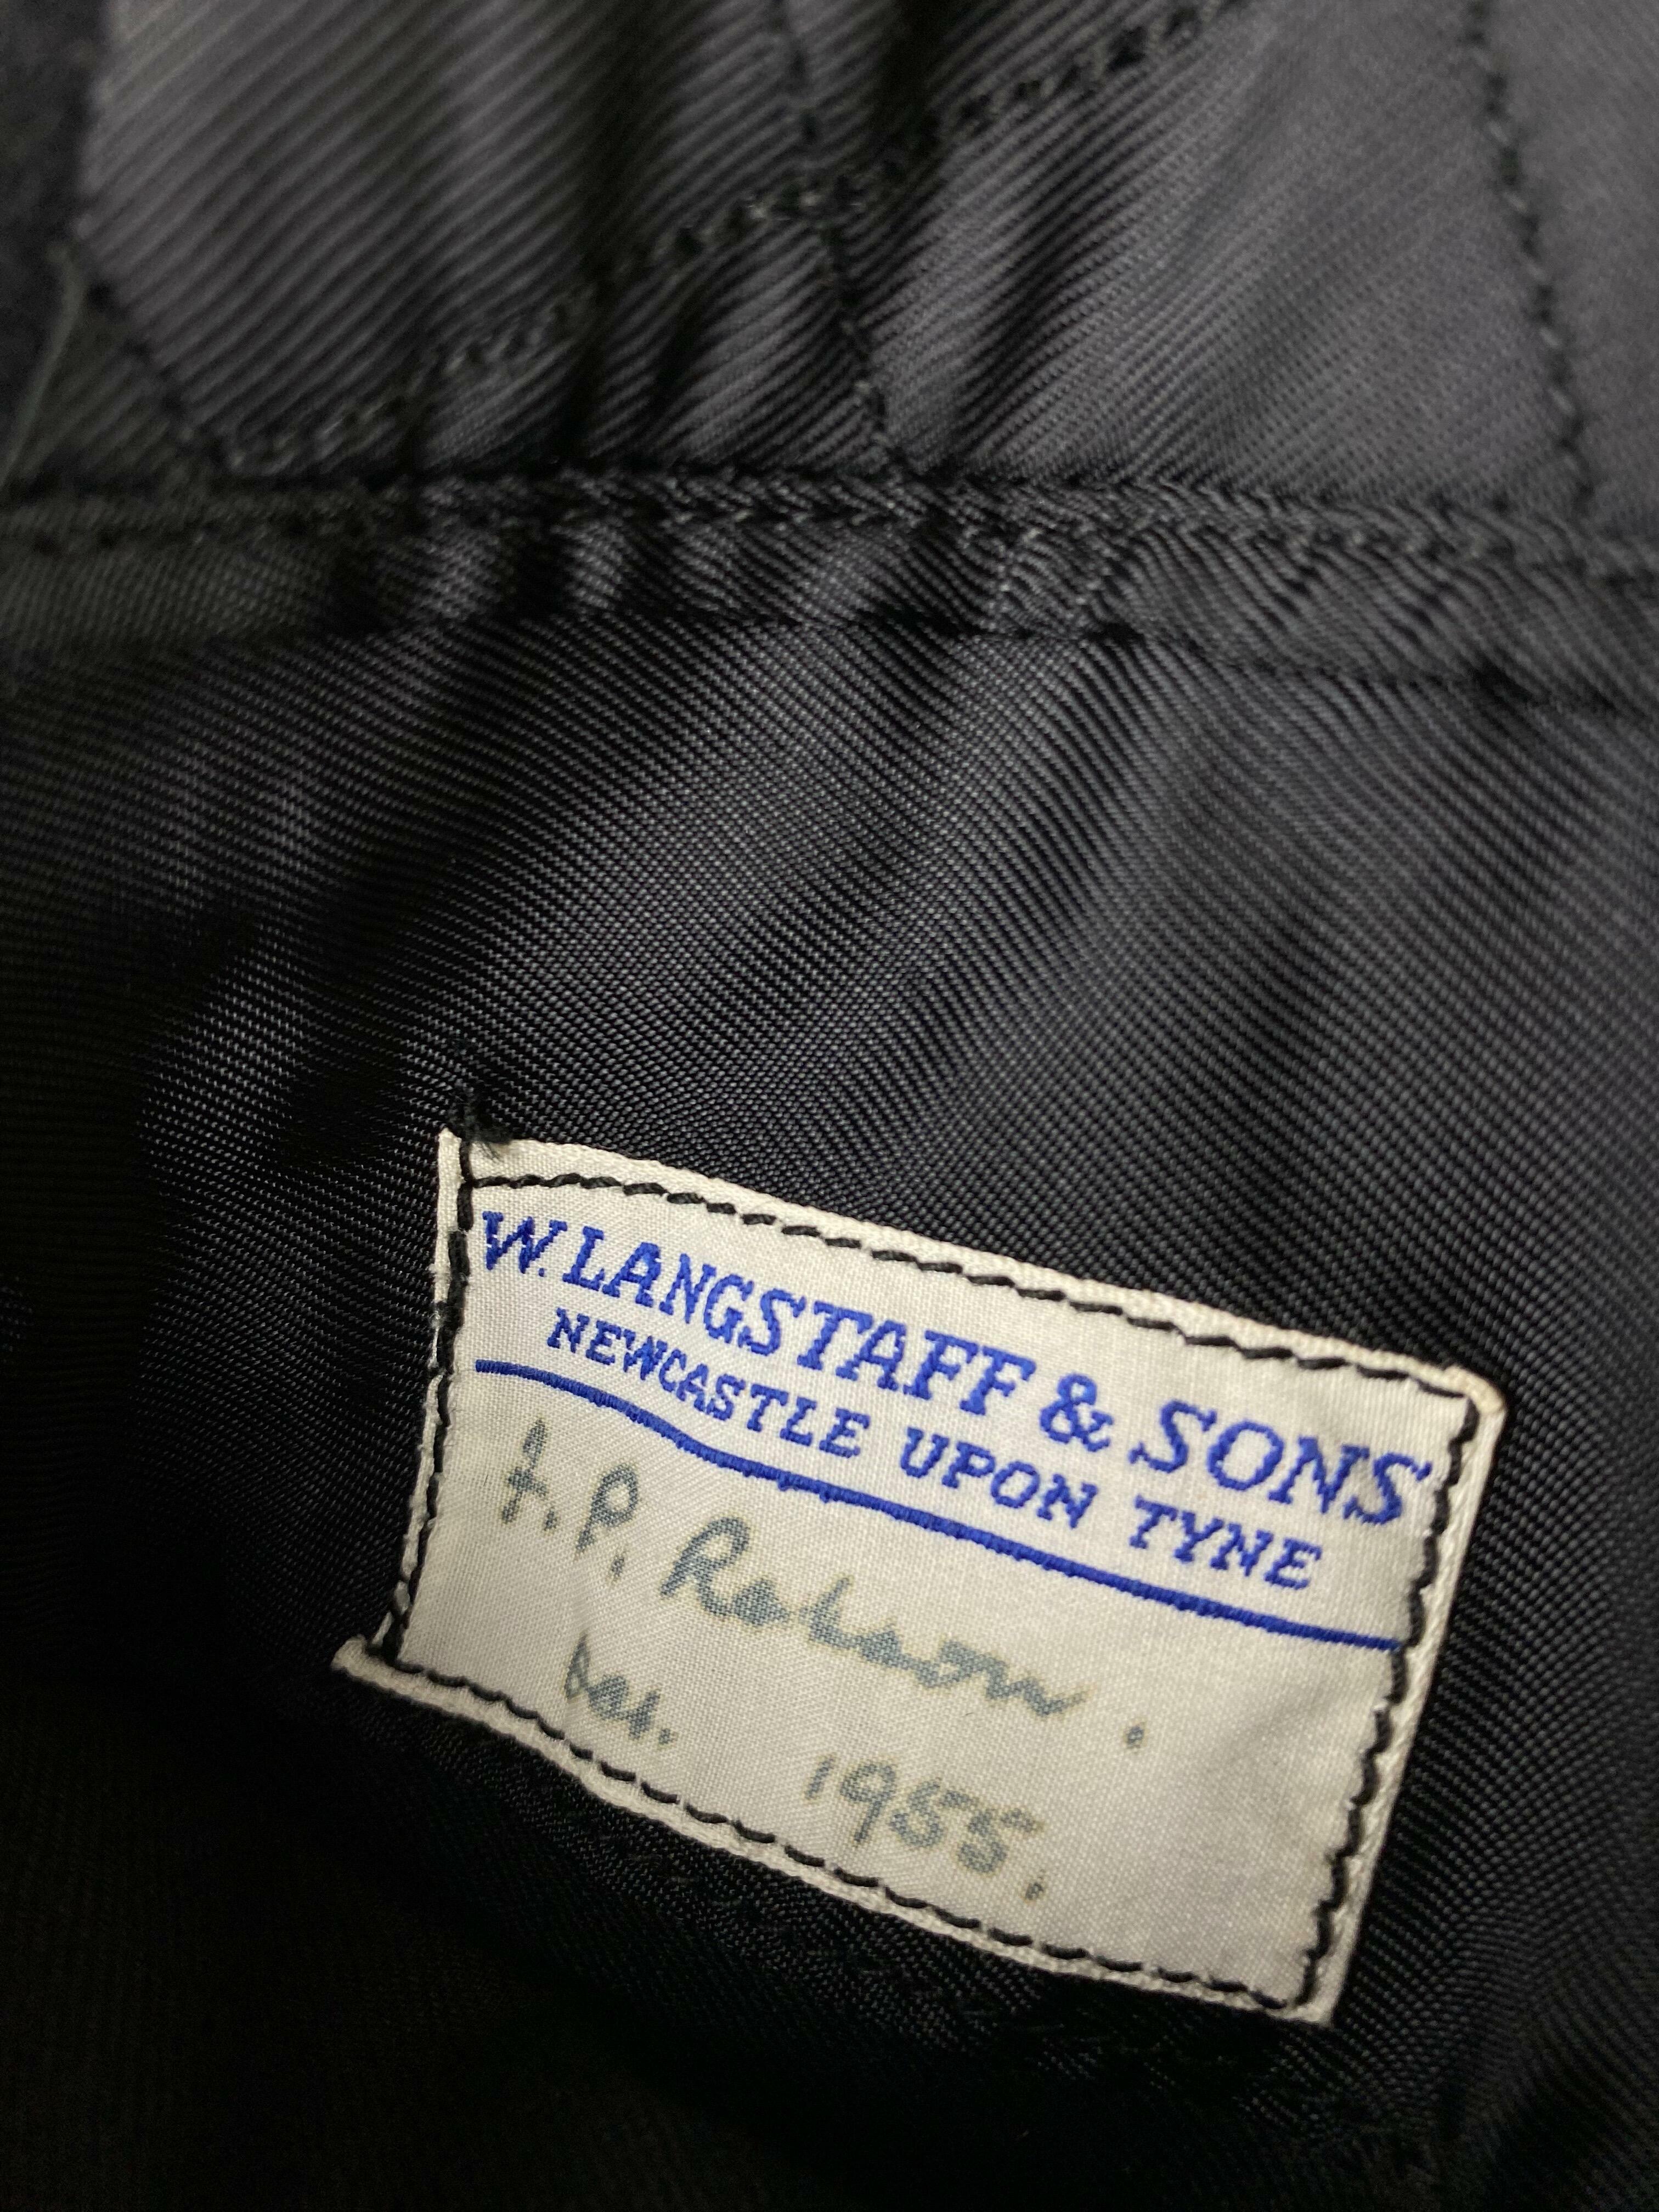 W. LANGSTAFF & SONS
NEWCASTLE UPON TYNE
P.
1955.